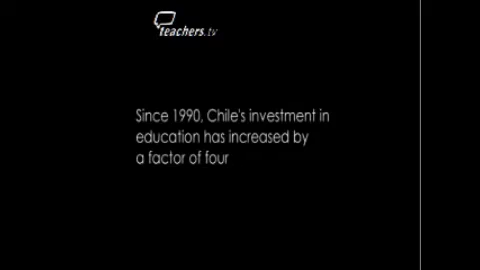 teachers.tv
Since 1990, Chile's investment in
education has increased by
a factor of four